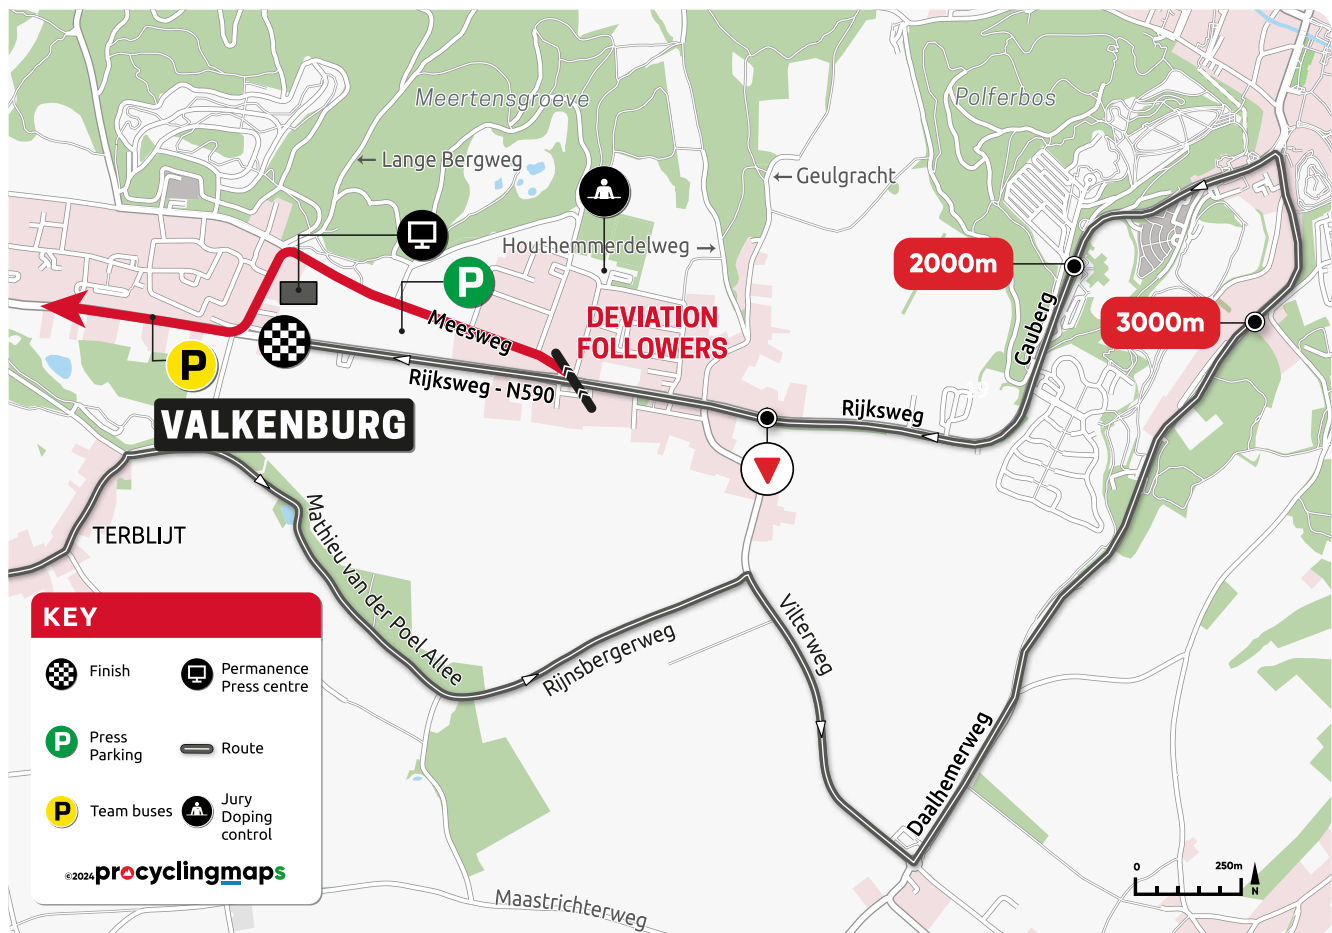 Meertensgroeve
Polferbos
← Lange Bergweg
← Geulgracht
Houthemmerdelweg →
P
2000m
3000m
DEVIATION
FOLLOWERS
Meesweg
Cauberg
P
Rijksweg - N590
Rijksweg
19
VALKENBURG
TERBLIJT
Mathieu van der Poel Allee
Rijnsbergerweg
Vilterweg
Daalhemerweg
Maastrichterweg
KEY
Finish
Permanence
Press centre
P
Press
Parking
Route
P
Team buses
Jury
Doping
control
©2024 procyclingmaps
0 250m
N